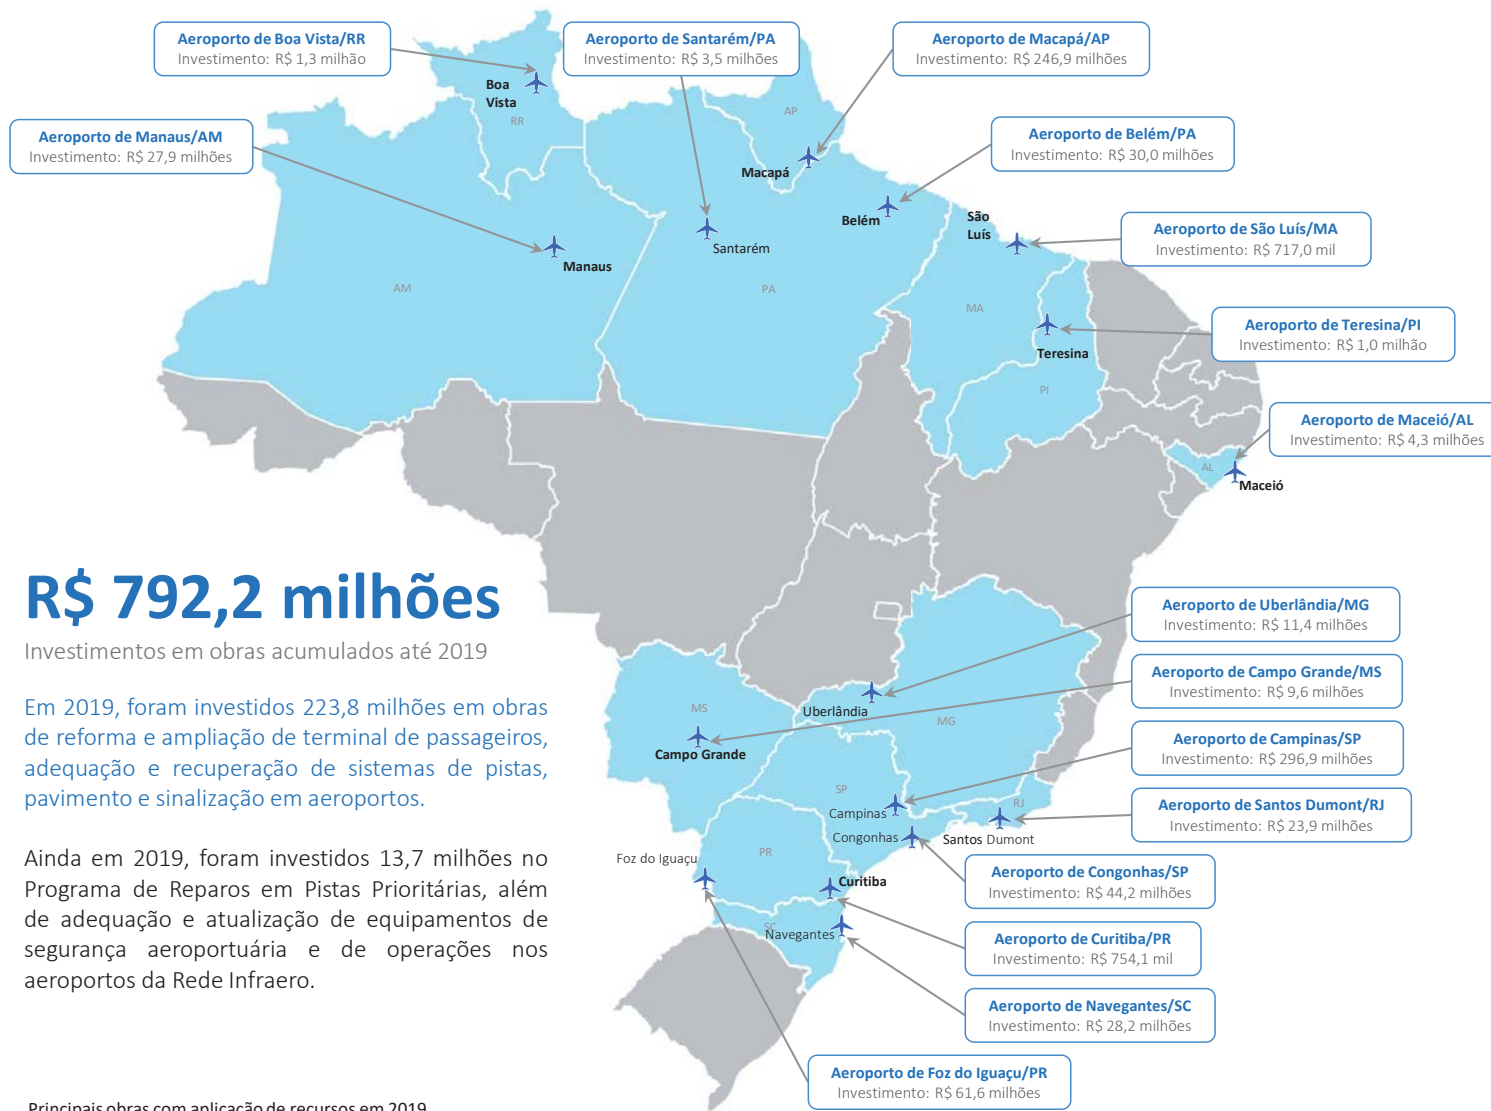 Aeroporto de Boa Vista/RR
Investimento: R$ 1,3 milhão
Aeroporto de Santarém/PA
Investimento: R$ 3,5 milhões
Aeroporto de Macapá/AP
Investimento: R$ 246,9 milhões
Boa
Vista
RR
AP
Aeroporto de Manaus/AM
Investimento: R$ 27,9 milhões
Aeroporto de Belém/PA
Investimento: R$ 30,0 milhões
Macapá
Belém
São
Luís
Santarém
Manaus
Aeroporto de São Luís/MA
Investimento: R$ 717,0 mil
AM
PA
MA
Aeroporto de Teresina/PI
Investimento: R$ 1,0 milhão
Teresina
PI
Aeroporto de Maceió/AL
Investimento: R$ 4,3 milhões
AL
Maceió
R$ 792,2 milhões
Investimentos em obras acumulados até 2019
Em 2019, foram investidos 223,8 milhões em obras
de reforma e ampliação de terminal de passageiros,
adequação e recuperação de sistemas de pistas,
pavimento e sinalização em aeroportos.
Ainda em 2019, foram investidos 13,7 milhões no
Programa de Reparos em Pistas Prioritárias, além
de adequação e atualização de equipamentos de
segurança aeroportuária e de operações nos
aeroportos da Rede Infraero.
Aeroporto de Uberlândia/MG
Investimento: R$ 11,4 milhões
Aeroporto de Campo Grande/MS
Investimento: R$ 9,6 milhões
MS
Uberlândia
MG
Campo Grande
Aeroporto de Campinas/SP
Investimento: R$ 296,9 milhões
SP
Campinas
RJ
Aeroporto de Santos Dumont/RJ
Investimento: R$ 23,9 milhões
Congonhas
Santos Dumont
Foz do Iguaçu
PR
Curitiba
Aeroporto de Congonhas/SP
Investimento: R$ 44,2 milhões
SC
Navegantes
Aeroporto de Curitiba/PR
Investimento: R$ 754,1 mil
Aeroporto de Navegantes/SC
Investimento: R$ 28,2 milhões
Aeroporto de Foz do Iguaçu/PR
Investimento: R$ 61,6 milhões
Principais obras com aplicação de recursos em 2019